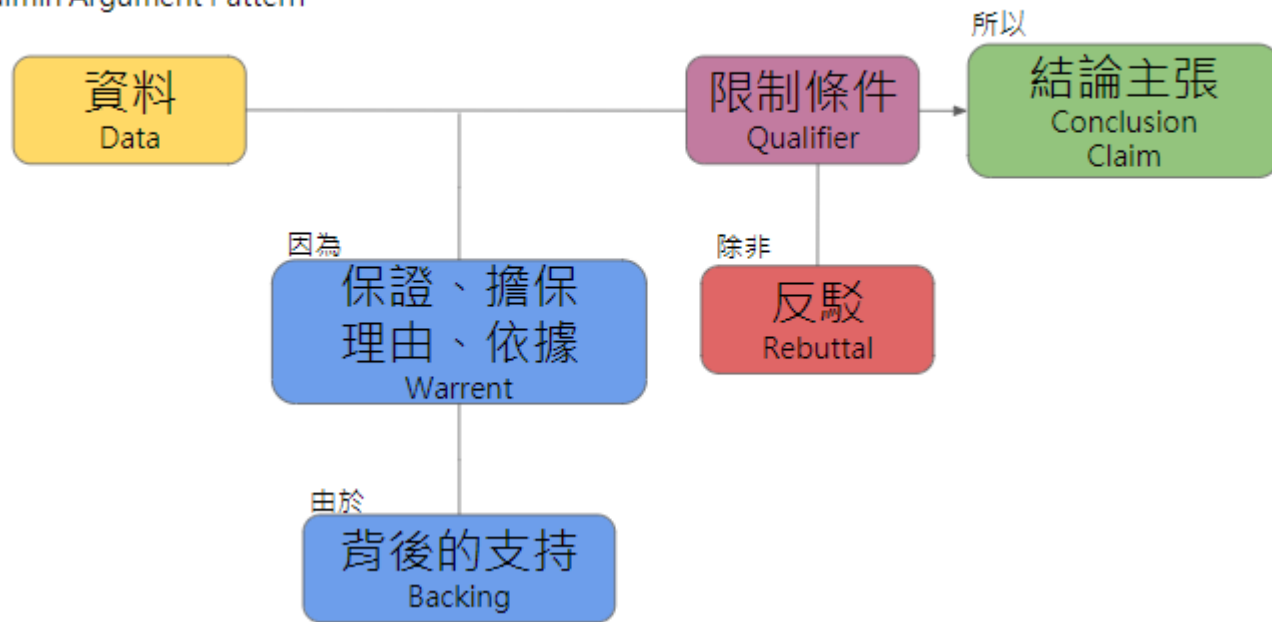 Argument Pattern
所以
資料
Data
限制條件
Qualifier
結論主張
Conclusion
Claim
因為
保證、擔保
理由、依據
Warrent
除非
反駁
Rebuttal
由於
背後的支持
Backing